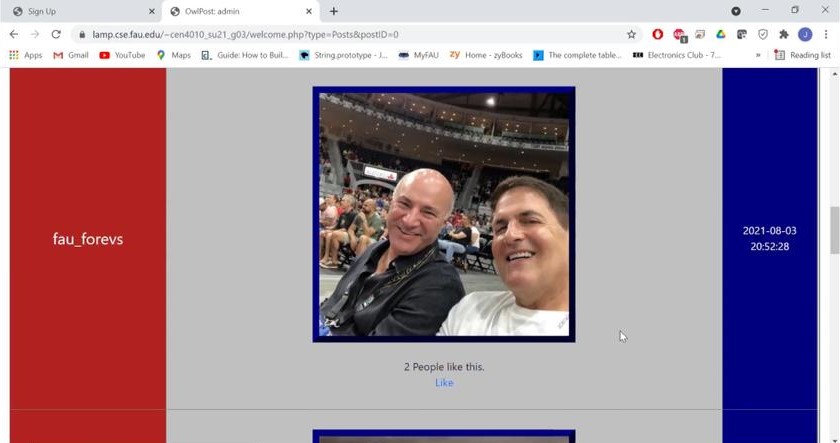 Sign Up
OwlPost: admin
lamp.cse.fau.edu/~cen4010_su21_g03/welcome.php?type=Posts&postID=0
Apps
Gmail
YouTube
Maps
Guide: How to Buil...
String.prototype - J...
MyFAU
zy Home - zyBooks
The complete table...
Electronics Club - 7...
»
Reading list
fau_forevs
2021-08-03
20:52:28
2 People like this.
Like